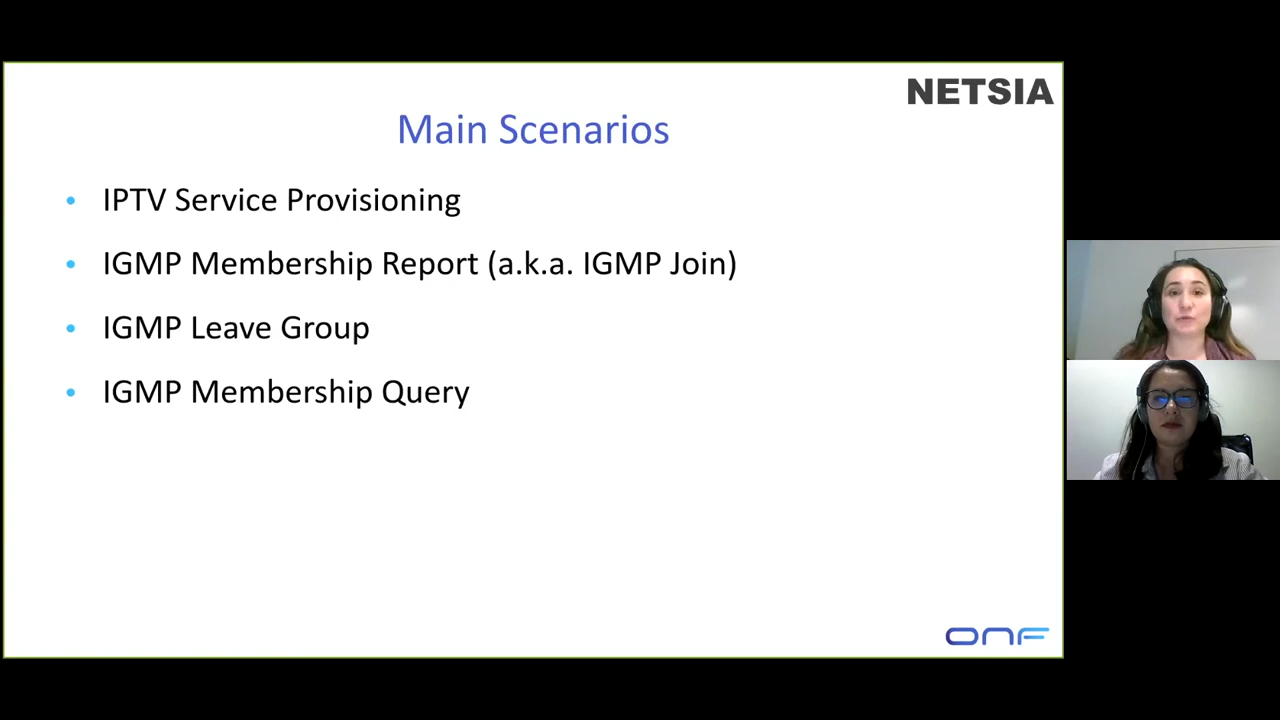 NETSIA
Main Scenarios
• IPTV Service Provisioning
• IGMP Membership Report (a.k.a. IGMP Join)
• IGMP Leave Group
• IGMP Membership Query
ONF